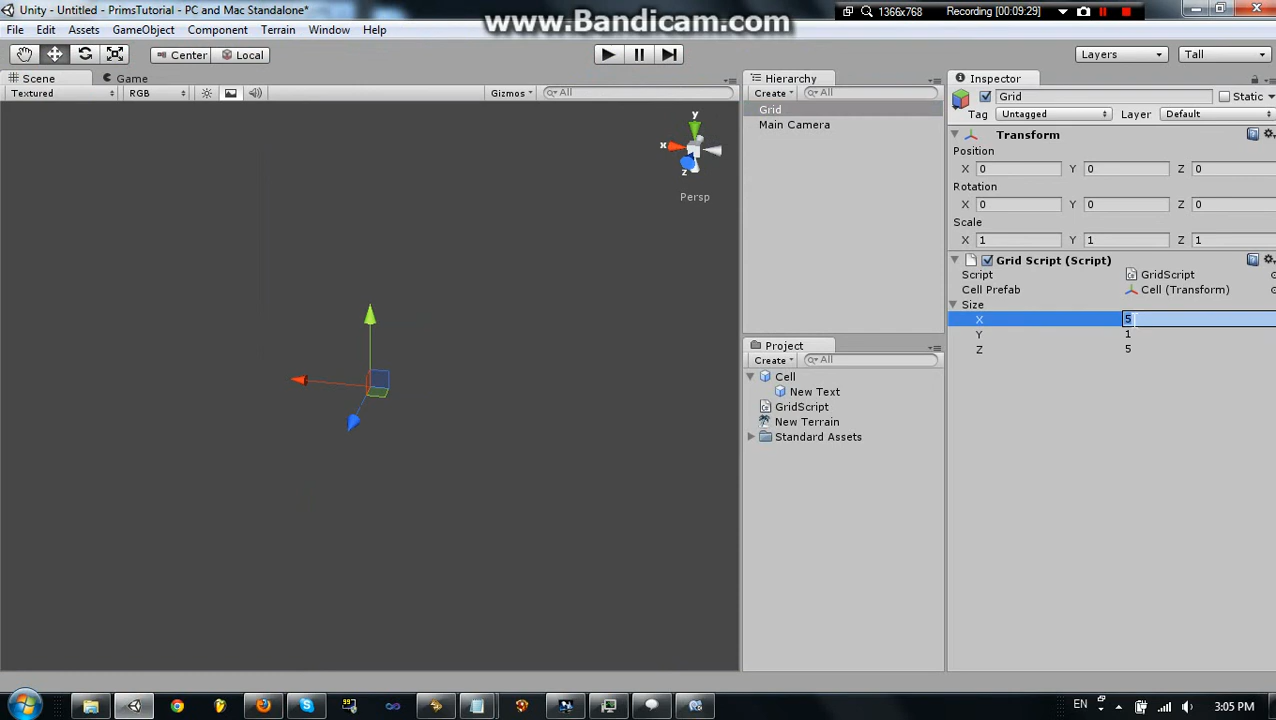 Unity - Untitled - PrimsTutorial - PC and Mac Standalone*
www.Bandicam.com
1366x768
Recording [00:09:29]
File Edit Assets GameObject Component Terrain Window Help
Center Local
Layers
Tall
Scene Game
Textured RGB Gizmos All
y
x
z
Persp
Hierarchy
Create All
Grid
Main Camera
Project
Create All
Cell
New Text
GridScript
New Terrain
Standard Assets
Inspector
Grid Static
Tag Untagged Layer Default
Transform
Position
X 0 Y 0 Z 0
Rotation
X 0 Y 0 Z 0
Scale
X 1 Y 1 Z 1
Grid Script (Script)
Script GridScript
Cell Prefab Cell (Transform)
Size
X 5
Y 1
Z 5
EN 3:05 PM